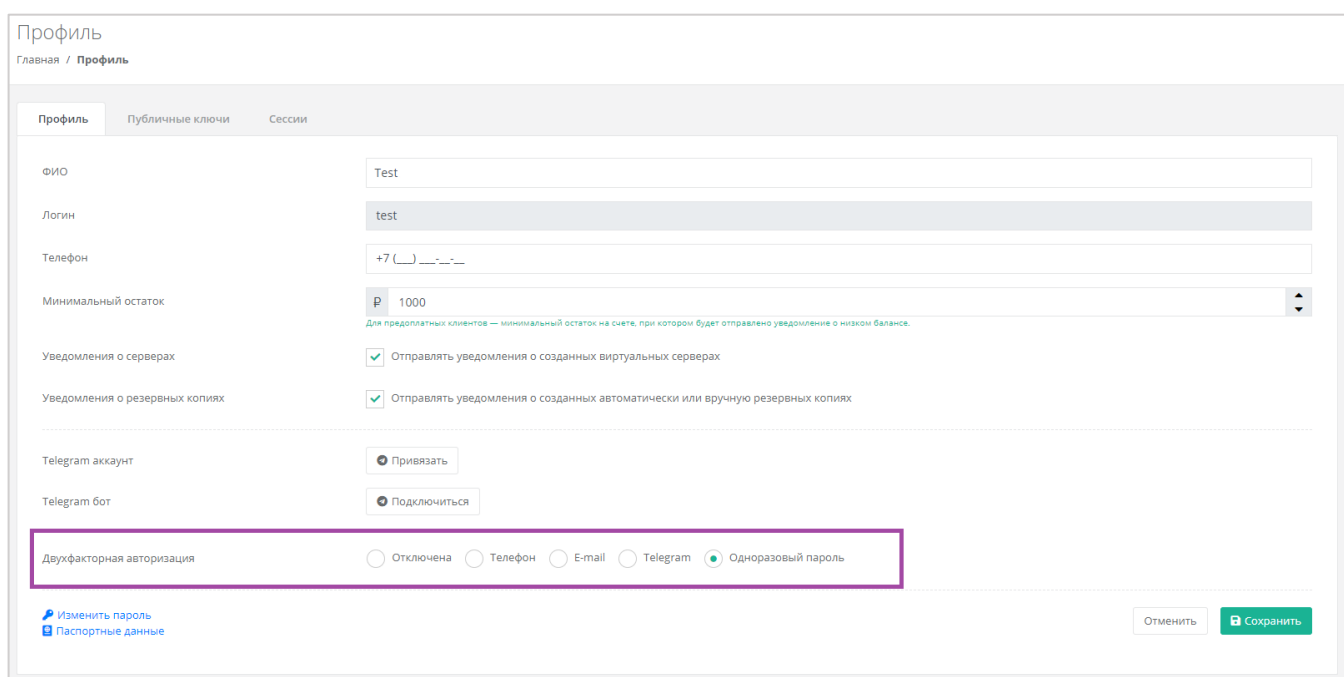 Профиль
Главная / Профиль
Профиль Публичные ключи Сессии
ФИО Test
Логин test
Телефон +7 (___) ___-__-__
Минимальный остаток ₽ 1000
Для предоплатных клиентов — минимальный остаток на счете, при котором будет отправлено уведомление о низком балансе.
Уведомления о серверах Отправлять уведомления о созданных виртуальных серверах
Уведомления о резервных копиях Отправлять уведомления о созданных автоматически или вручную резервных копиях
Telegram аккаунт Привязать
Telegram бот Подключиться
Двухфакторная авторизация Отключена Телефон E-mail Telegram Одноразовый пароль
Изменить пароль
Паспортные данные
Отменить Сохранить